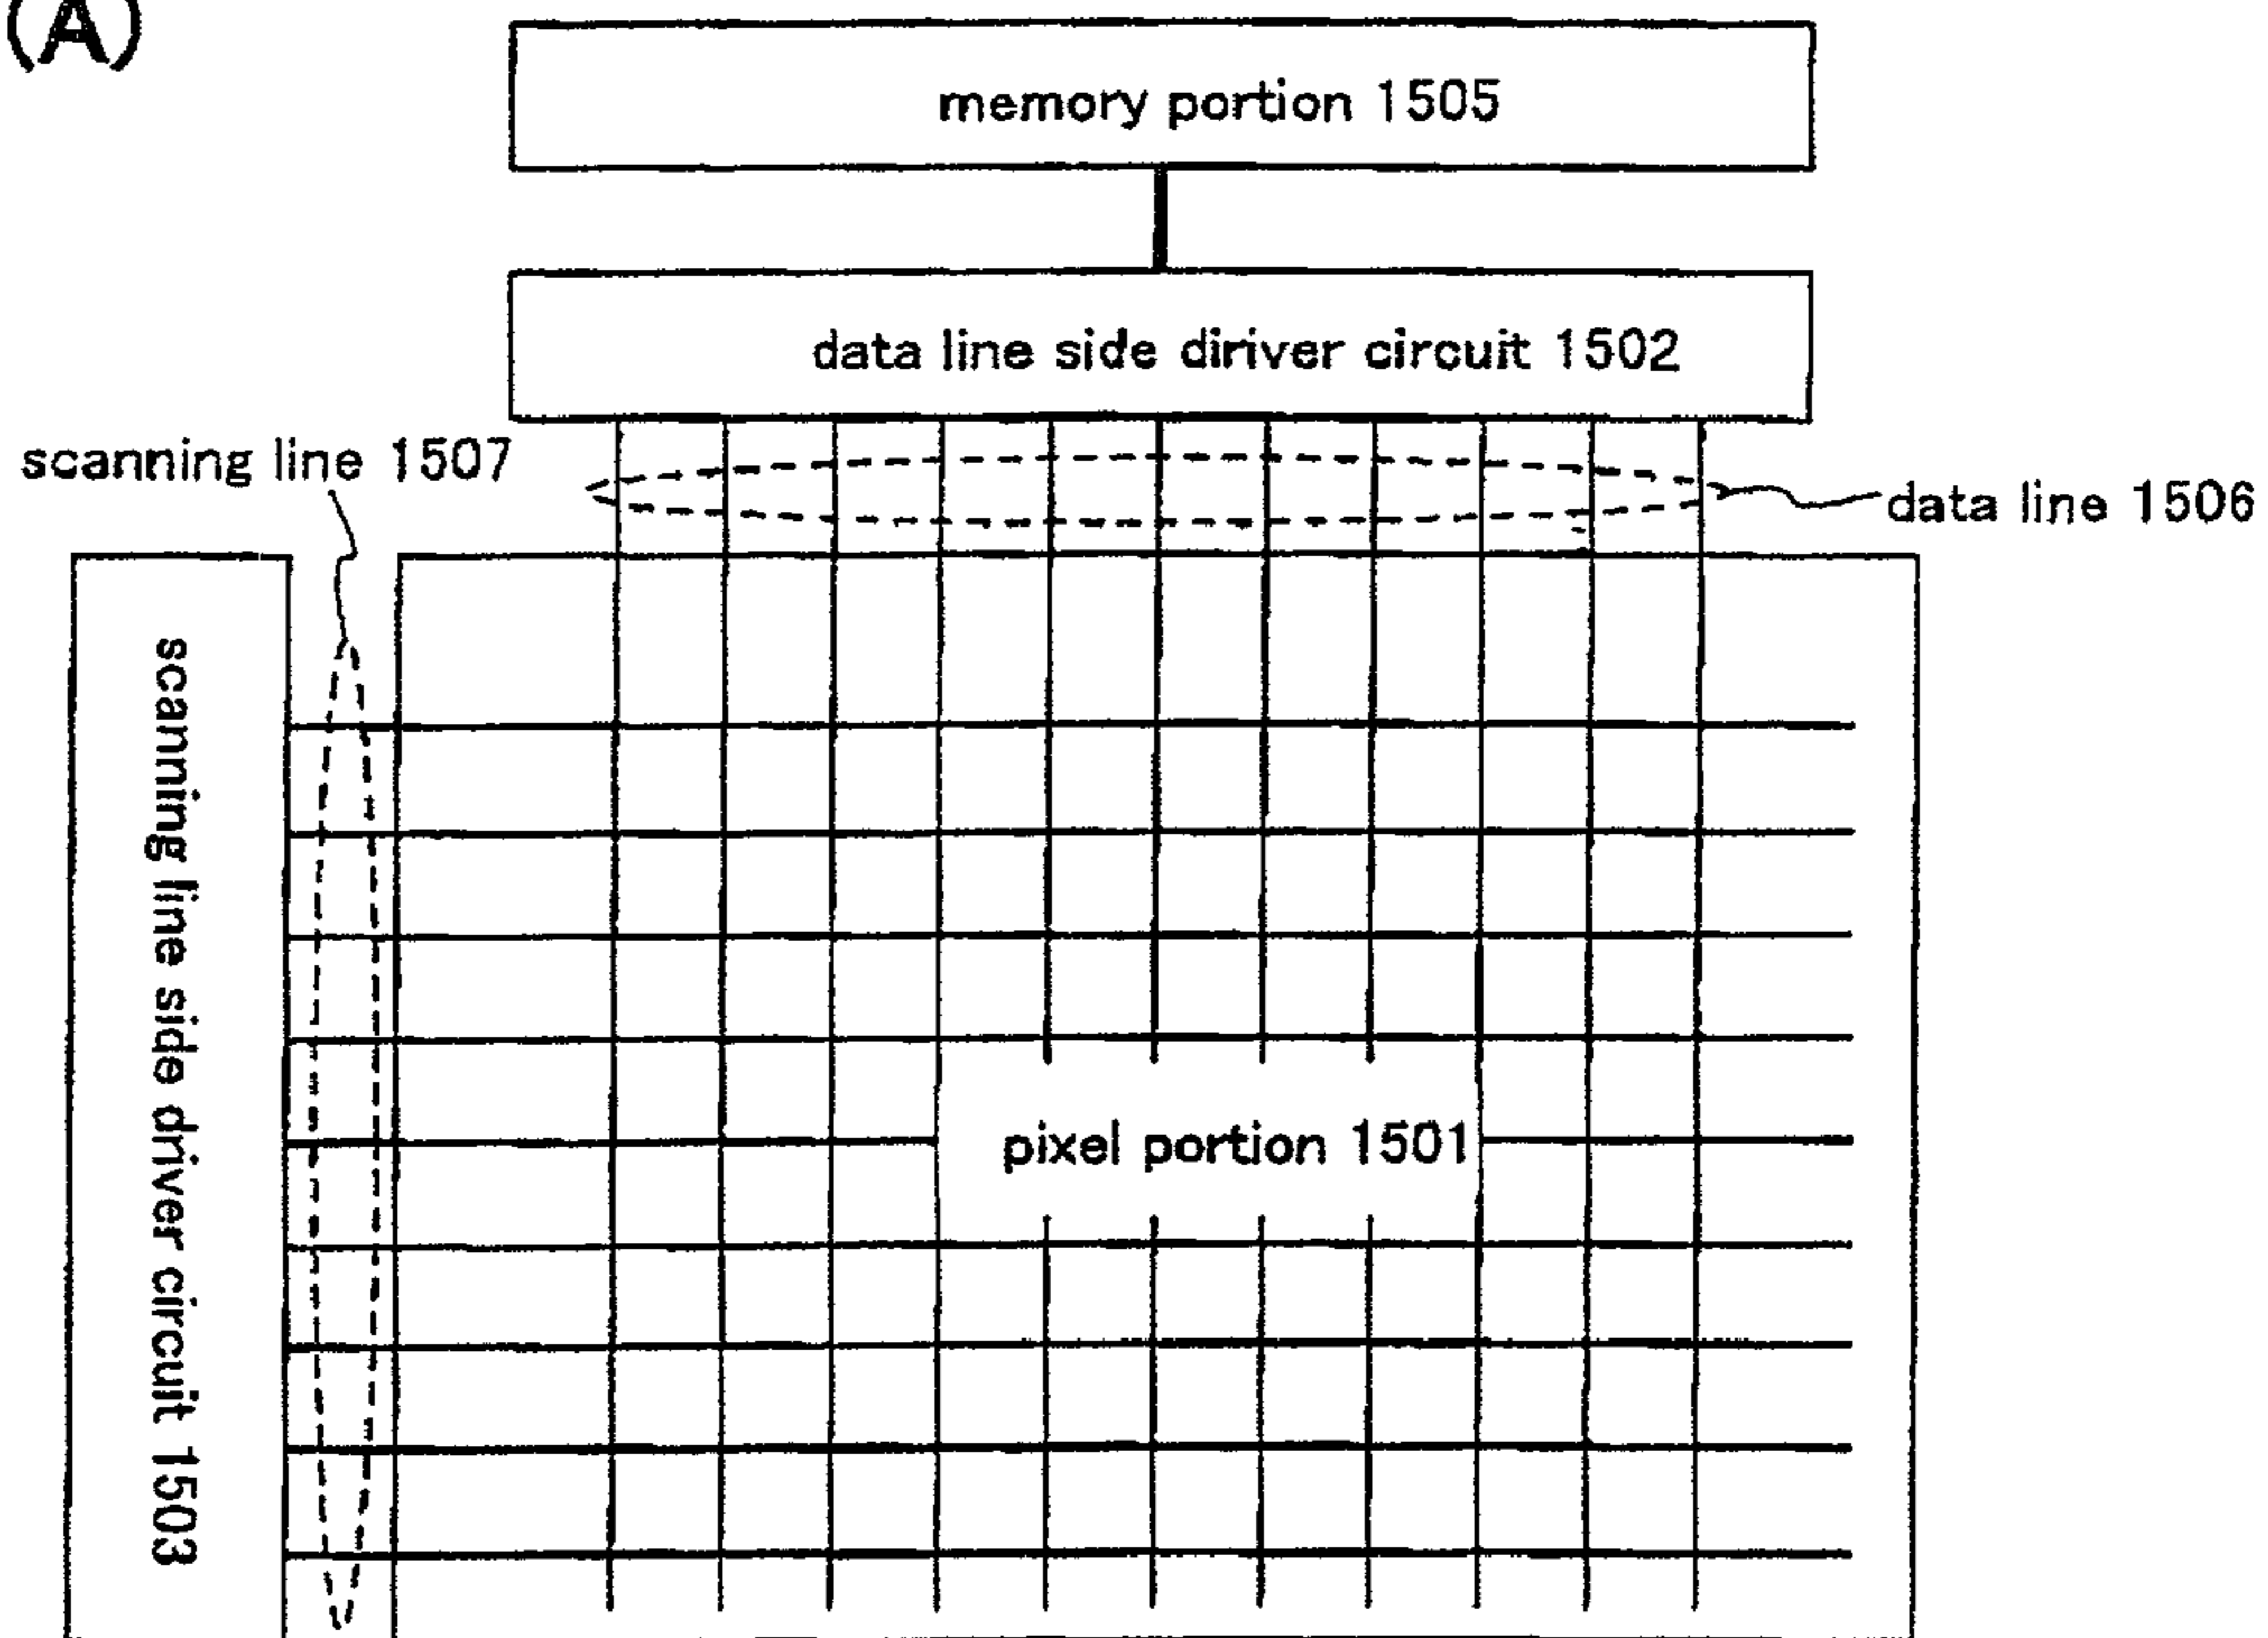 (A)
memory portion 1505
data line side diriver circuit 1502
scanning line 1507
data line 1506
scanning line side driver circuit 1503
pixel portion 1501